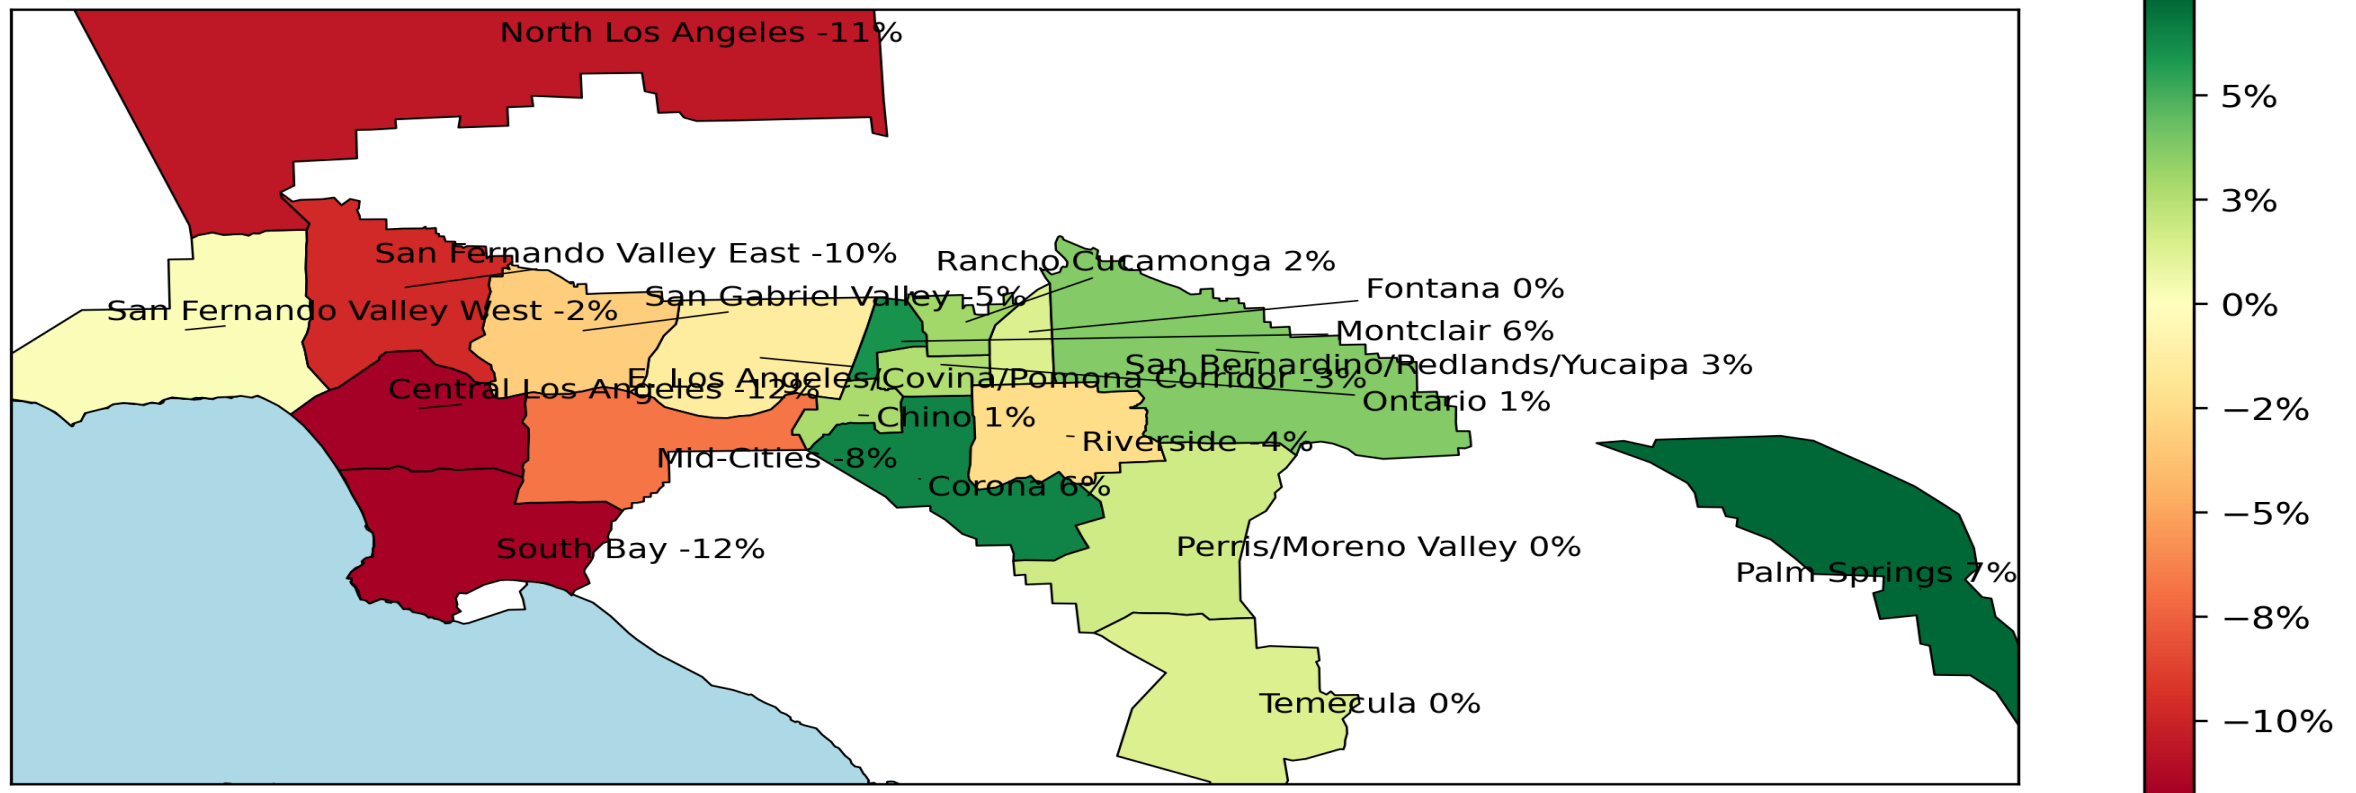 North Los Angeles -11%
San Fernando Valley East -10%
Rancho Cucamonga 2%
Fontana 0%
San Gabriel Valley -5%
San Fernando Valley West -2%
Montclair 6%
San Bernardino/Redlands/Yucaipa 3%
E. Los Angeles/Covina/Pomona Corridor -3%
Central Los Angeles -12%
Ontario 1%
Chino 1%
Riverside -4%
Mid-Cities -8%
Corona 6%
South Bay -12%
Perris/Moreno Valley 0%
Palm Springs 7%
Temecula 0%
5%
3%
0%
−2%
−5%
−8%
−10%